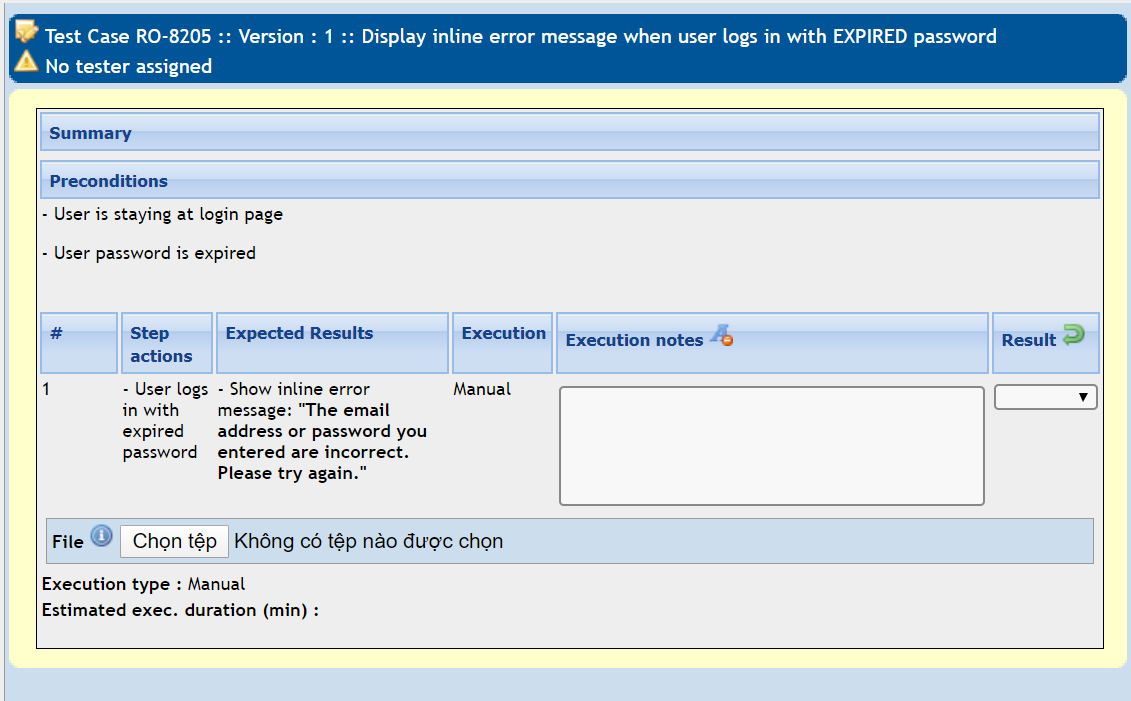 Test Case RO-8205 :: Version : 1 :: Display inline error message when user logs in with EXPIRED password
No tester assigned
Summary
Preconditions
- User is staying at login page
- User password is expired
#
Step
actions
Expected Results
Execution
Execution notes
Result
1
- User logs
in with
expired
password
- Show inline error
message: "The email
address or password you
entered are incorrect.
Please try again."
Manual
File
Chọn tệp
Không có tệp nào được chọn
Execution type : Manual
Estimated exec. duration (min) :